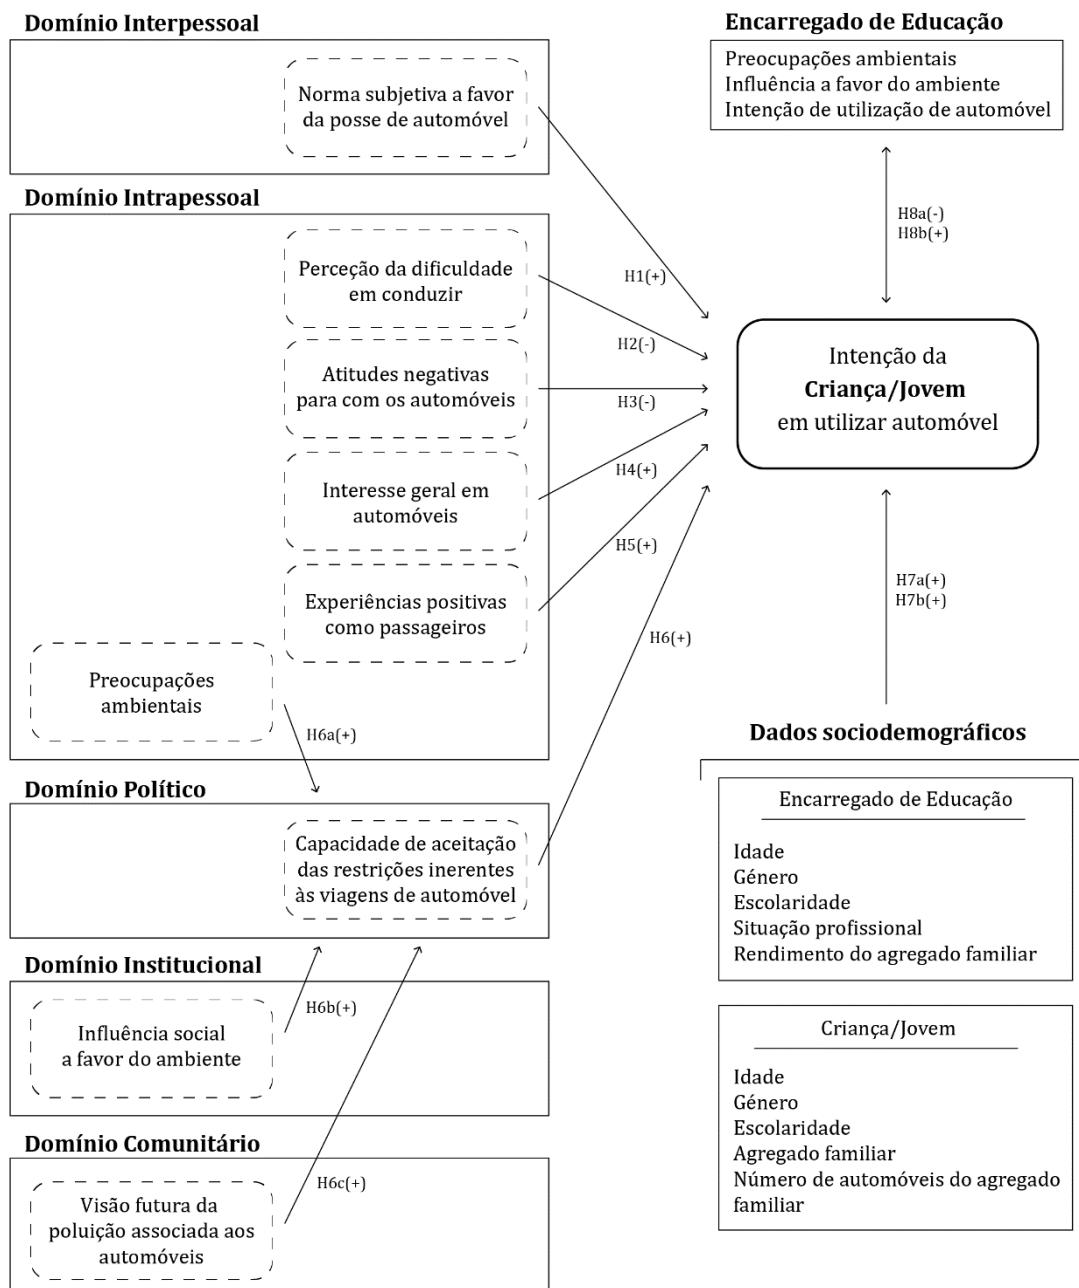 Domínio Interpessoal
Norma subjetiva a favor
da posse de automóvel
Domínio Intrapessoal
Perceção da dificuldade
em conduzir
Atitudes negativas
para com os automóveis
Interesse geral em
automóveis
Experiências positivas
como passageiros
Preocupações
ambientais
H6a(+)
Domínio Político
Capacidade de aceitação
das restrições inerentes
às viagens de automóvel
Domínio Institucional
Influência social
a favor do ambiente
H6b(+)
Domínio Comunitário
Visão futura da
poluição associada aos
automóveis
H6c(+)
H1(+)
H2(-)
H3(-)
H4(+)
H5(+)
H6(+)
Encarregado de Educação
Preocupações ambientais
Influência a favor do ambiente
Intenção de utilização de automóvel
H8a(-)
H8b(+)
Intenção da
Criança/Jovem
em utilizar automóvel
H7a(+)
H7b(+)
Dados sociodemográficos
Encarregado de Educação
Idade
Género
Escolaridade
Situação profissional
Rendimento do agregado familiar
Criança/Jovem
Idade
Género
Escolaridade
Agregado familiar
Número de automóveis do agregado
familiar